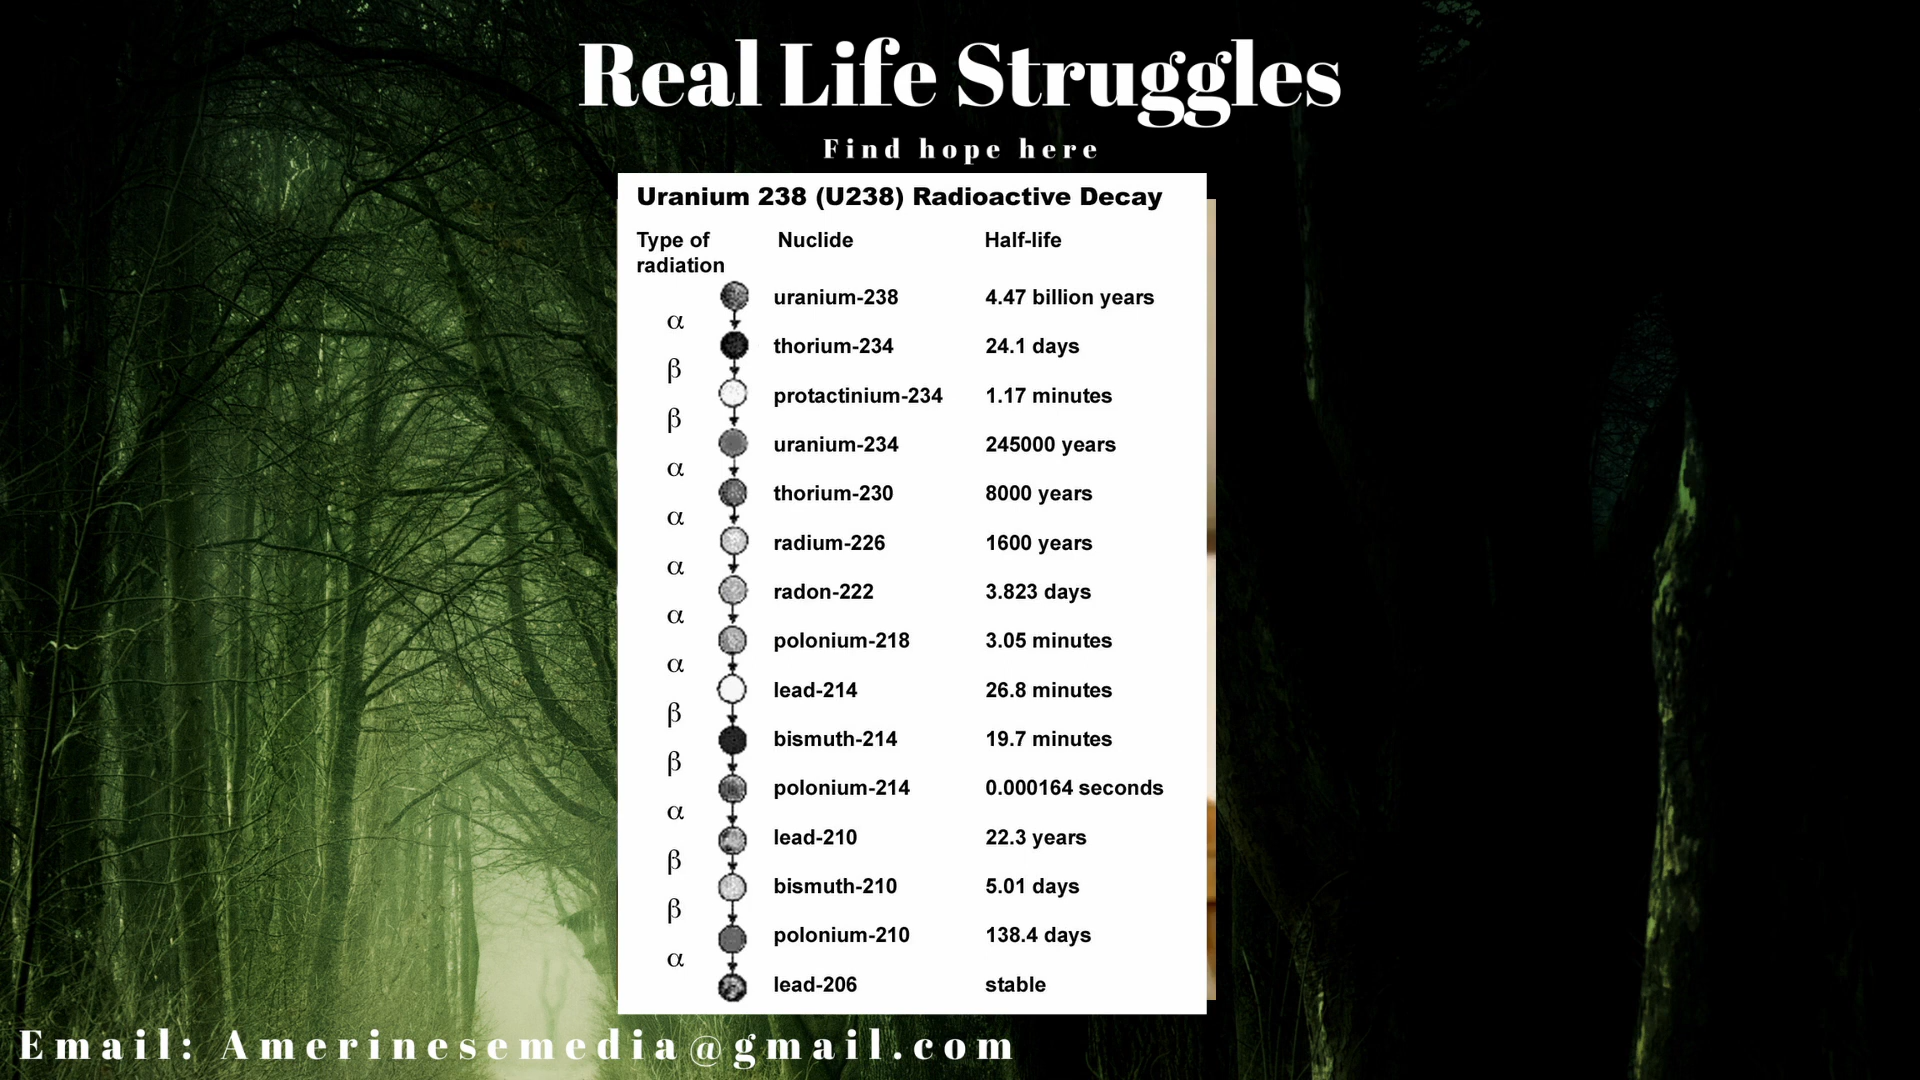 Real Life Struggles
Find hope here
Uranium 238 (U238) Radioactive Decay
Type of radiation Nuclide Half-life
uranium-238 4.47 billion years
α
thorium-234 24.1 days
β
protactinium-234 1.17 minutes
β
uranium-234 245000 years
α
thorium-230 8000 years
α
radium-226 1600 years
α
radon-222 3.823 days
α
polonium-218 3.05 minutes
α
lead-214 26.8 minutes
β
bismuth-214 19.7 minutes
β
polonium-214 0.000164 seconds
α
lead-210 22.3 years
β
bismuth-210 5.01 days
β
polonium-210 138.4 days
α
lead-206 stable
Email: Amerinesemedia@gmail.com